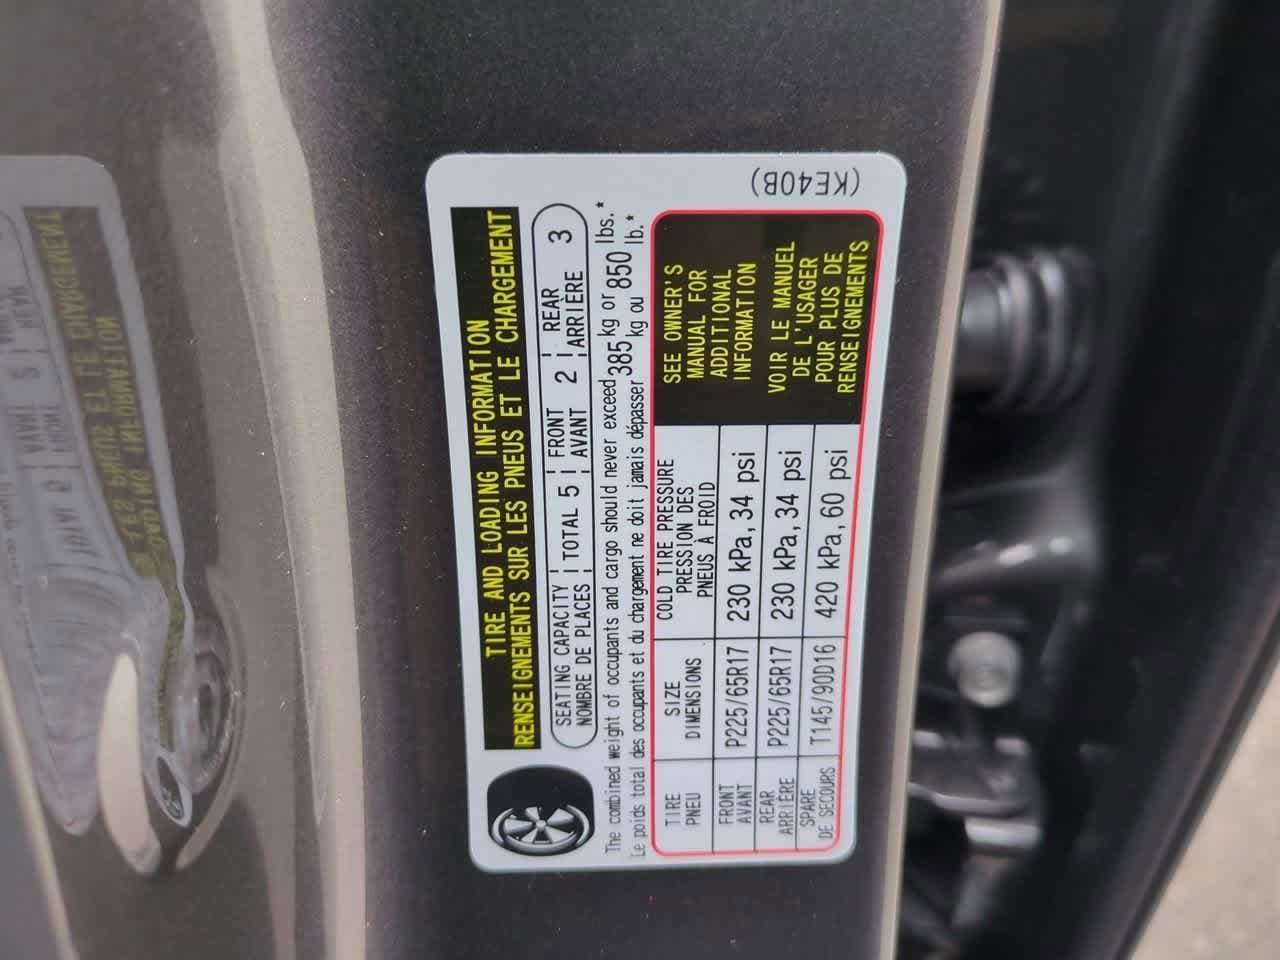 TIRE AND LOADING INFORMATION
RENSEIGNEMENTS SUR LES PNEUS ET LE CHARGEMENT
SEATING CAPACITY TOTAL 5 FRONT 2 REAR 3
NOMBRE DE PLACES AVANT ARRIÈRE
The combined weight of occupants and cargo should never exceed 385 kg or 850 lbs.*
Le poids total des occupants et du chargement ne doit jamais dépasser kg ou lb.*
TIRE SIZE COLD TIRE PRESSURE
PNEU DIMENSIONS PRESSION DES
PNEUS À FROID
FRONT P225/65R17 230 kPa, 34 psi
AVANT
REAR P225/65R17 230 kPa, 34 psi
ARRIÈRE
SPARE T145/90D16 420 kPa, 60 psi
DE SECOURS
SEE OWNER'S
MANUAL FOR
ADDITIONAL
INFORMATION
VOIR LE MANUEL
DE L'USAGER
POUR PLUS DE
RENSEIGNEMENTS
(KE40B)